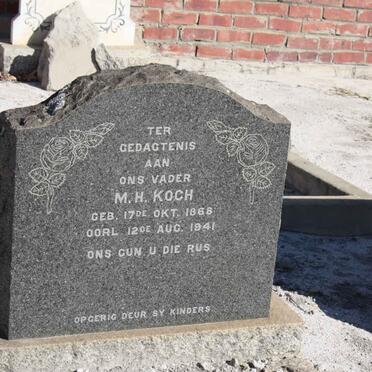 TER
GEDAGTENIS
AAN
ONS VADER
M.H. KOCH
GEB. 17DE OKT. 1868
OORL. 12DE AUG. 1941
ONS GUN U DIE RUS
OPGERIG DEUR SY KINDERS